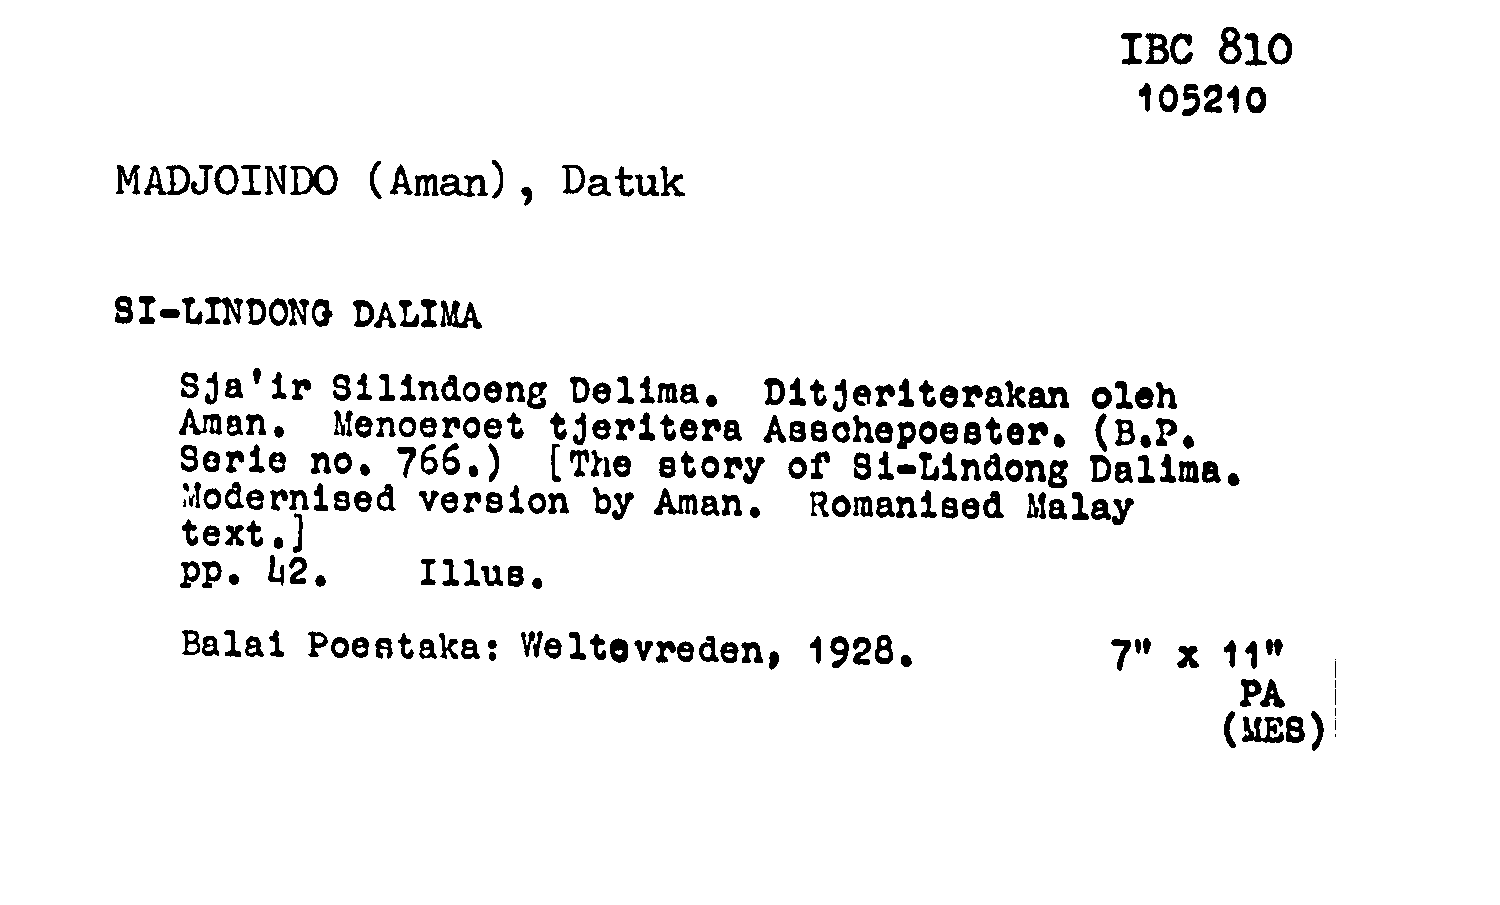 IBC 810
105210
MADJOINDO (Aman), Datuk
SI-LINDONG DALIMA
Sja'ir Silindoeng Delima. Ditjeriterakan oleh
Aman. Menoeroet tjeritera Asschepoester. (B.P.
Serie no. 766.) [The story of Si-Lindong Dalima.
Modernised version by Aman. Romanised Malay
text.]
pp. 42. Illus.
Balai Poestaka: Weltevreden, 1928. 7" x 11"
PA
(MES)